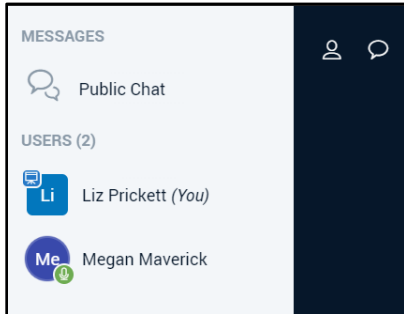 MESSAGES
Public Chat
USERS (2)
Li
Liz Prickett (You)
Me
Megan Maverick